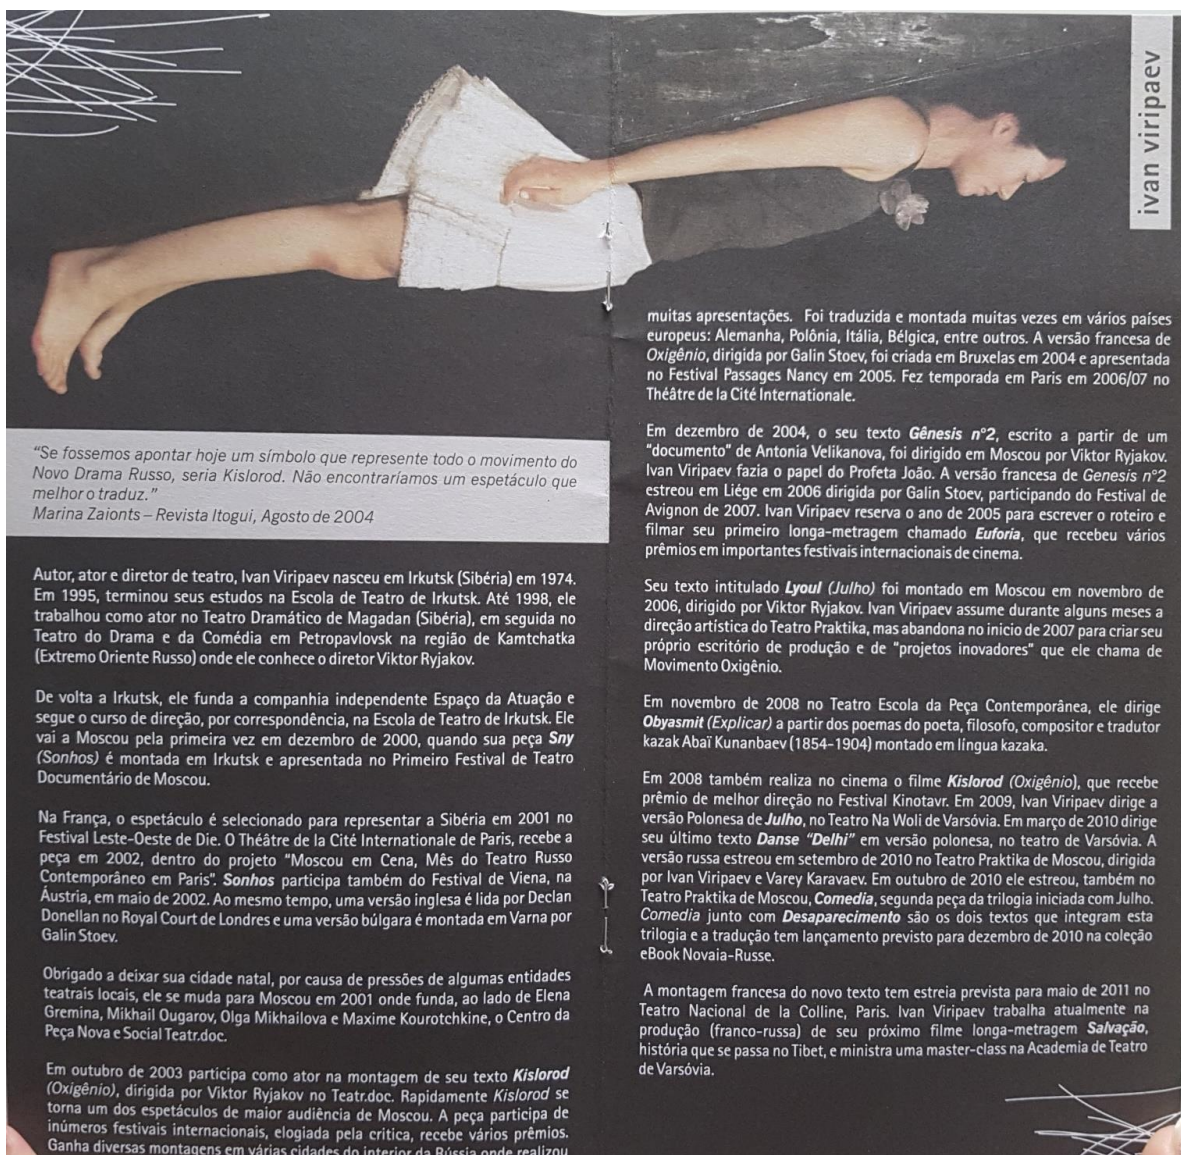 ivan viripaev
"Se fossemos apontar hoje um símbolo que represente todo o movimento do
Novo Drama Russo, seria Kislorod. Não encontraríamos um espetáculo que
melhor o traduz."
Marina Zaionts – Revista Itogui, Agosto de 2004
Autor, ator e diretor de teatro, Ivan Viripaev nasceu em Irkutsk (Sibéria) em 1974.
Em 1995, terminou seus estudos na Escola de Teatro de Irkutsk. Até 1998, ele
trabalhou como ator no Teatro Dramático de Magadan (Sibéria), em seguida no
Teatro do Drama e da Comédia em Petropavlovsk na região de Kamtchatka
(Extremo Oriente Russo) onde ele conhece o diretor Viktor Ryjakov.
De volta a Irkutsk, ele funda a companhia independente Espaço da Atuação e
segue o curso de direção, por correspondência, na Escola de Teatro de Irkutsk. Ele
vai a Moscou pela primeira vez em dezembro de 2000, quando sua peça Sny
(Sonhos) é montada em Irkutsk e apresentada no Primeiro Festival de Teatro
Documentário de Moscou.
Na França, o espetáculo é selecionado para representar a Sibéria em 2001 no
Festival Leste-Oeste de Die. O Théâtre de la Cité Internationale de Paris, recebe a
peça em 2002, dentro do projeto "Moscou em Cena, Mês do Teatro Russo
Contemporâneo em Paris". Sonhos participa também do Festival de Viena, na
Áustria, em maio de 2002. Ao mesmo tempo, uma versão inglesa é lida por Declan
Donellan no Royal Court de Londres e uma versão búlgara é montada em Varna por
Galin Stoev.
Obrigado a deixar sua cidade natal, por causa de pressões de algumas entidades
teatrais locais, ele se muda para Moscou em 2001 onde funda, ao lado de Elena
Gremina, Mikhail Ougarov, Olga Mikhailova e Maxime Kourotchkine, o Centro da
Peça Nova e Social Teatr.doc.
Em outubro de 2003 participa como ator na montagem de seu texto Kislorod
(Oxigênio), dirigida por Viktor Ryjakov no Teatr.doc. Rapidamente Kislorod se
torna um dos espetáculos de maior audiência de Moscou. A peça participa de
inúmeros festivais internacionais, elogiada pela critica, recebe vários prêmios.
Ganha diversas montagens em várias cidades do interior da Rússia onde realizou
muitas apresentações. Foi traduzida e montada muitas vezes em vários países
europeus: Alemanha, Polônia, Itália, Bélgica, entre outros. A versão francesa de
Oxigênio, dirigida por Galin Stoev, foi criada em Bruxelas em 2004 e apresentada
no Festival Passages Nancy em 2005. Fez temporada em Paris em 2006/07 no
Théâtre de la Cité Internationale.
Em dezembro de 2004, o seu texto Gênesis n°2, escrito a partir de um
"documento" de Antonia Velikanova, foi dirigido em Moscou por Viktor Ryjakov.
Ivan Viripaev fazia o papel do Profeta João. A versão francesa de Genesis n°2
estreou em Liége em 2006 dirigida por Galin Stoev, participando do Festival de
Avignon de 2007. Ivan Viripaev reserva o ano de 2005 para escrever o roteiro e
filmar seu primeiro longa-metragem chamado Euforia, que recebeu vários
prêmios em importantes festivais internacionais de cinema.
Seu texto intitulado Lyoul (Julho) foi montado em Moscou em novembro de
2006, dirigido por Viktor Ryjakov. Ivan Viripaev assume durante alguns meses a
direção artística do Teatro Praktika, mas abandona no inicio de 2007 para criar seu
próprio escritório de produção e de "projetos inovadores" que ele chama de
Movimento Oxigênio.
Em novembro de 2008 no Teatro Escola da Peça Contemporânea, ele dirige
Obyasmit (Explicar) a partir dos poemas do poeta, filosofo, compositor e tradutor
kazak Abaï Kunanbaev (1854-1904) montado em língua kazaka.
Em 2008 também realiza no cinema o filme Kislorod (Oxigênio), que recebe
prêmio de melhor direção no Festival Kinotavr. Em 2009, Ivan Viripaev dirige a
versão Polonesa de Julho, no Teatro Na Woli de Varsóvia. Em março de 2010 dirige
seu último texto Danse "Delhi" em versão polonesa, no teatro de Varsóvia. A
versão russa estreou em setembro de 2010 no Teatro Praktika de Moscou, dirigida
por Ivan Viripaev e Varey Karavaev. Em outubro de 2010 ele estreou, também no
Teatro Praktika de Moscou, Comedia, segunda peça da trilogia iniciada com Julho.
Comedia junto com Desaparecimento são os dois textos que integram esta
trilogia e a tradução tem lançamento previsto para dezembro de 2010 na coleção
eBook Novaia-Russe.
A montagem francesa do novo texto tem estreia prevista para maio de 2011 no
Teatro Nacional de la Colline, Paris. Ivan Viripaev trabalha atualmente na
produção (franco-russa) de seu próximo filme longa-metragem Salvação,
história que se passa no Tibet, e ministra uma master-class na Academia de Teatro
de Varsóvia.